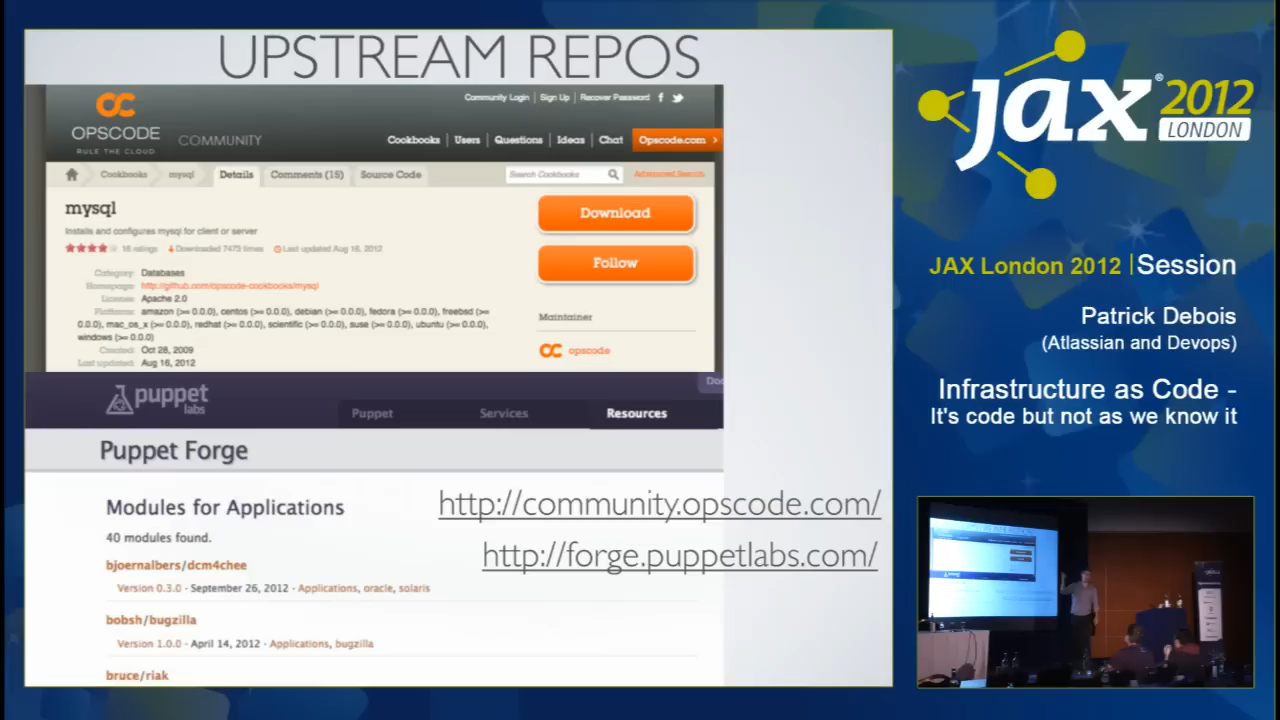 UPSTREAM REPOS
Community Login | Sign Up | Recover Password
OPSCODE
RULE THE CLOUD
COMMUNITY
Cookbooks | Users | Questions | Ideas | Chat
Opscode.com >
Cookbooks
mysql
Details
Comments (15)
Source Code
Search Cookbooks
Advanced Search
mysql
Installs and configures mysql for client or server
16 ratings
Downloaded 7473 times
Last updated Aug 16, 2012
Download
Follow
Category: Databases
Homepage: http://github.com/opscode-cookbooks/mysql
License: Apache 2.0
Platforms: amazon (>= 0.0.0), centos (>= 0.0.0), debian (>= 0.0.0), fedora (>= 0.0.0), freebsd (>=
0.0.0), mac_os_x (>= 0.0.0), redhat (>= 0.0.0), scientific (>= 0.0.0), suse (>= 0.0.0), ubuntu (>= 0.0.0),
windows (>= 0.0.0)
Created: Oct 28, 2009
Last updated: Aug 16, 2012
Maintainer
opscode
puppet
labs
Doc
Puppet
Services
Resources
Puppet Forge
Modules for Applications
40 modules found.
bjoernalbers/dcm4chee
Version 0.3.0 - September 26, 2012 - Applications, oracle, solaris
bobsh/bugzilla
Version 1.0.0 - April 14, 2012 - Applications, bugzilla
bruce/riak
http://community.opscode.com/
http://forge.puppetlabs.com/
jax® 2012
LONDON
JAX London 2012 | Session
Patrick Debois
(Atlassian and Devops)
Infrastructure as Code -
It's code but not as we know it
UPSTREAM REPOS